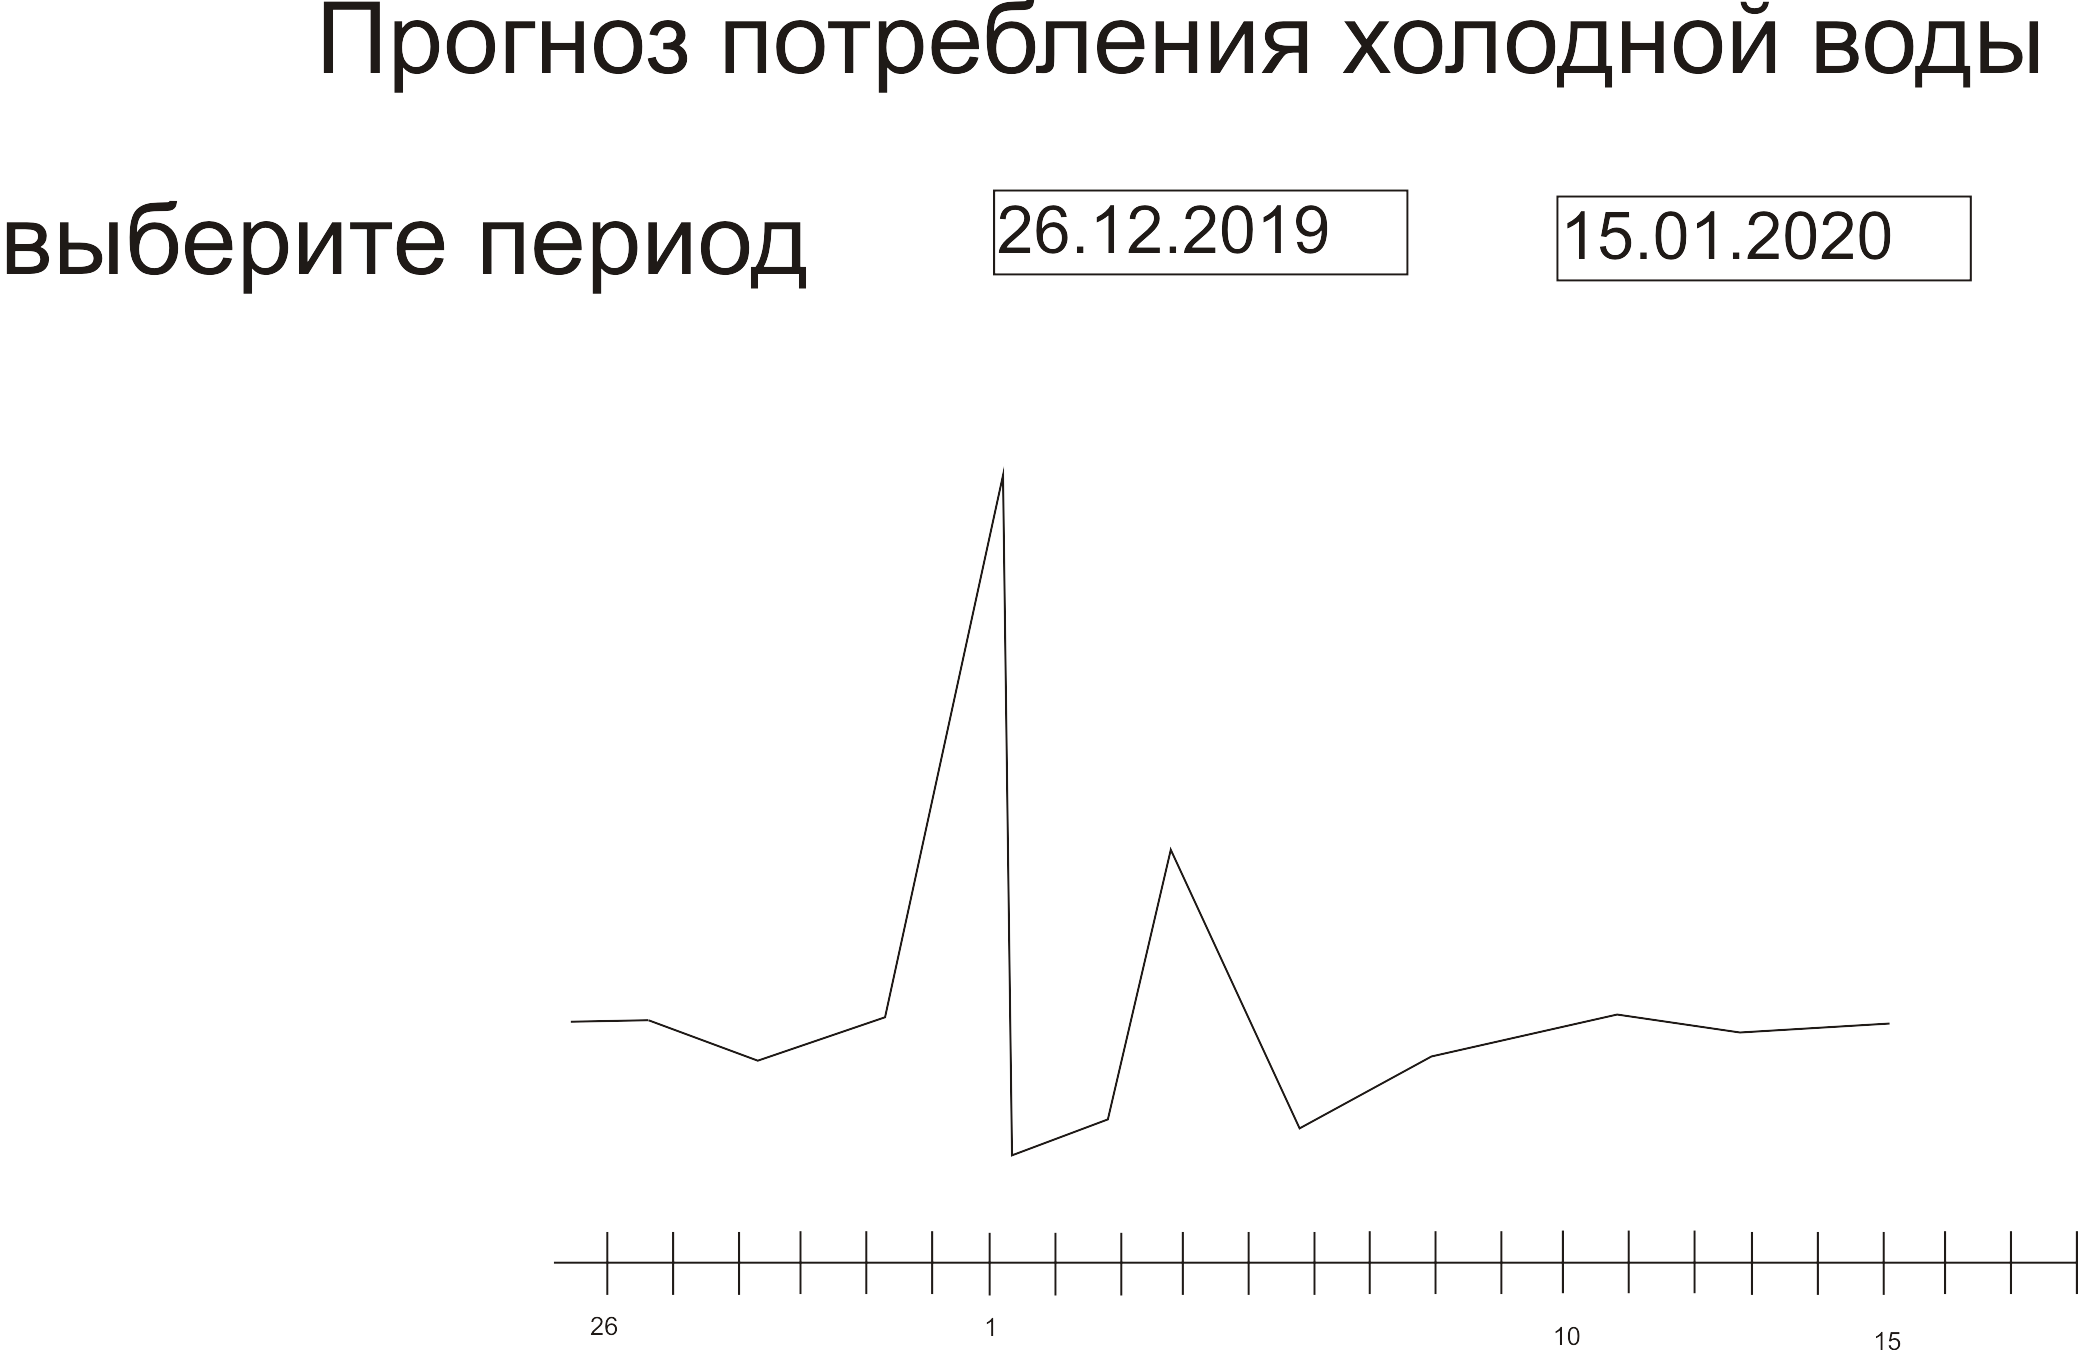 Прогноз потребления холодной воды
выберите период 26.12.2019 15.01.2020
26 1 10 15